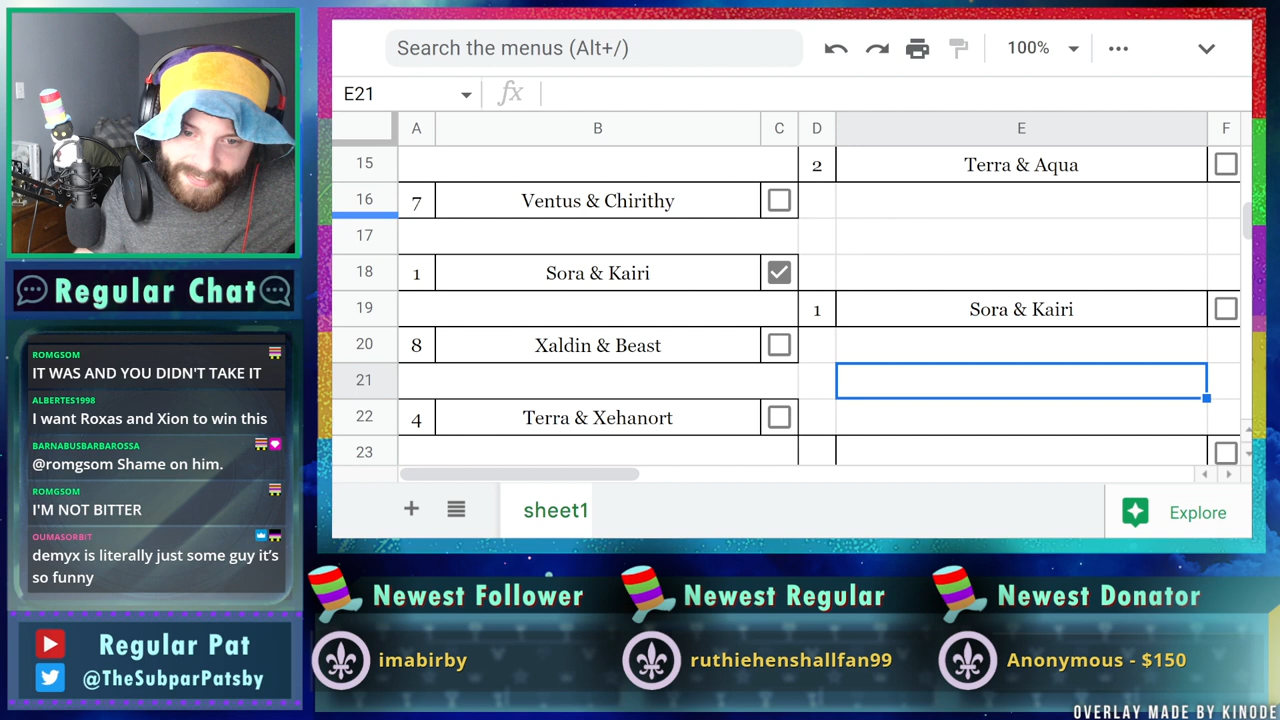 Search the menus (Alt+/)
100%
E21
fx
A B C D E F
15 2 Terra & Aqua
16 7 Ventus & Chirithy
17
18 1 Sora & Kairi
19 1 Sora & Kairi
20 8 Xaldin & Beast
21
22 4 Terra & Xehanort
23
sheet1
Explore
Regular Chat
ROMGSOM
IT WAS AND YOU DIDN'T TAKE IT
ALBERTES1998
I want Roxas and Xion to win this
BARNABUSBARBAROSSA
@romgsom Shame on him.
ROMGSOM
I'M NOT BITTER
OUMASORBIT
demyx is literally just some guy it's
so funny
Regular Pat
@TheSubparPatsby
Newest Follower
imabirby
Newest Regular
ruthiehenshallfan99
Newest Donator
Anonymous - $150
OVERLAY MADE BY KINODE